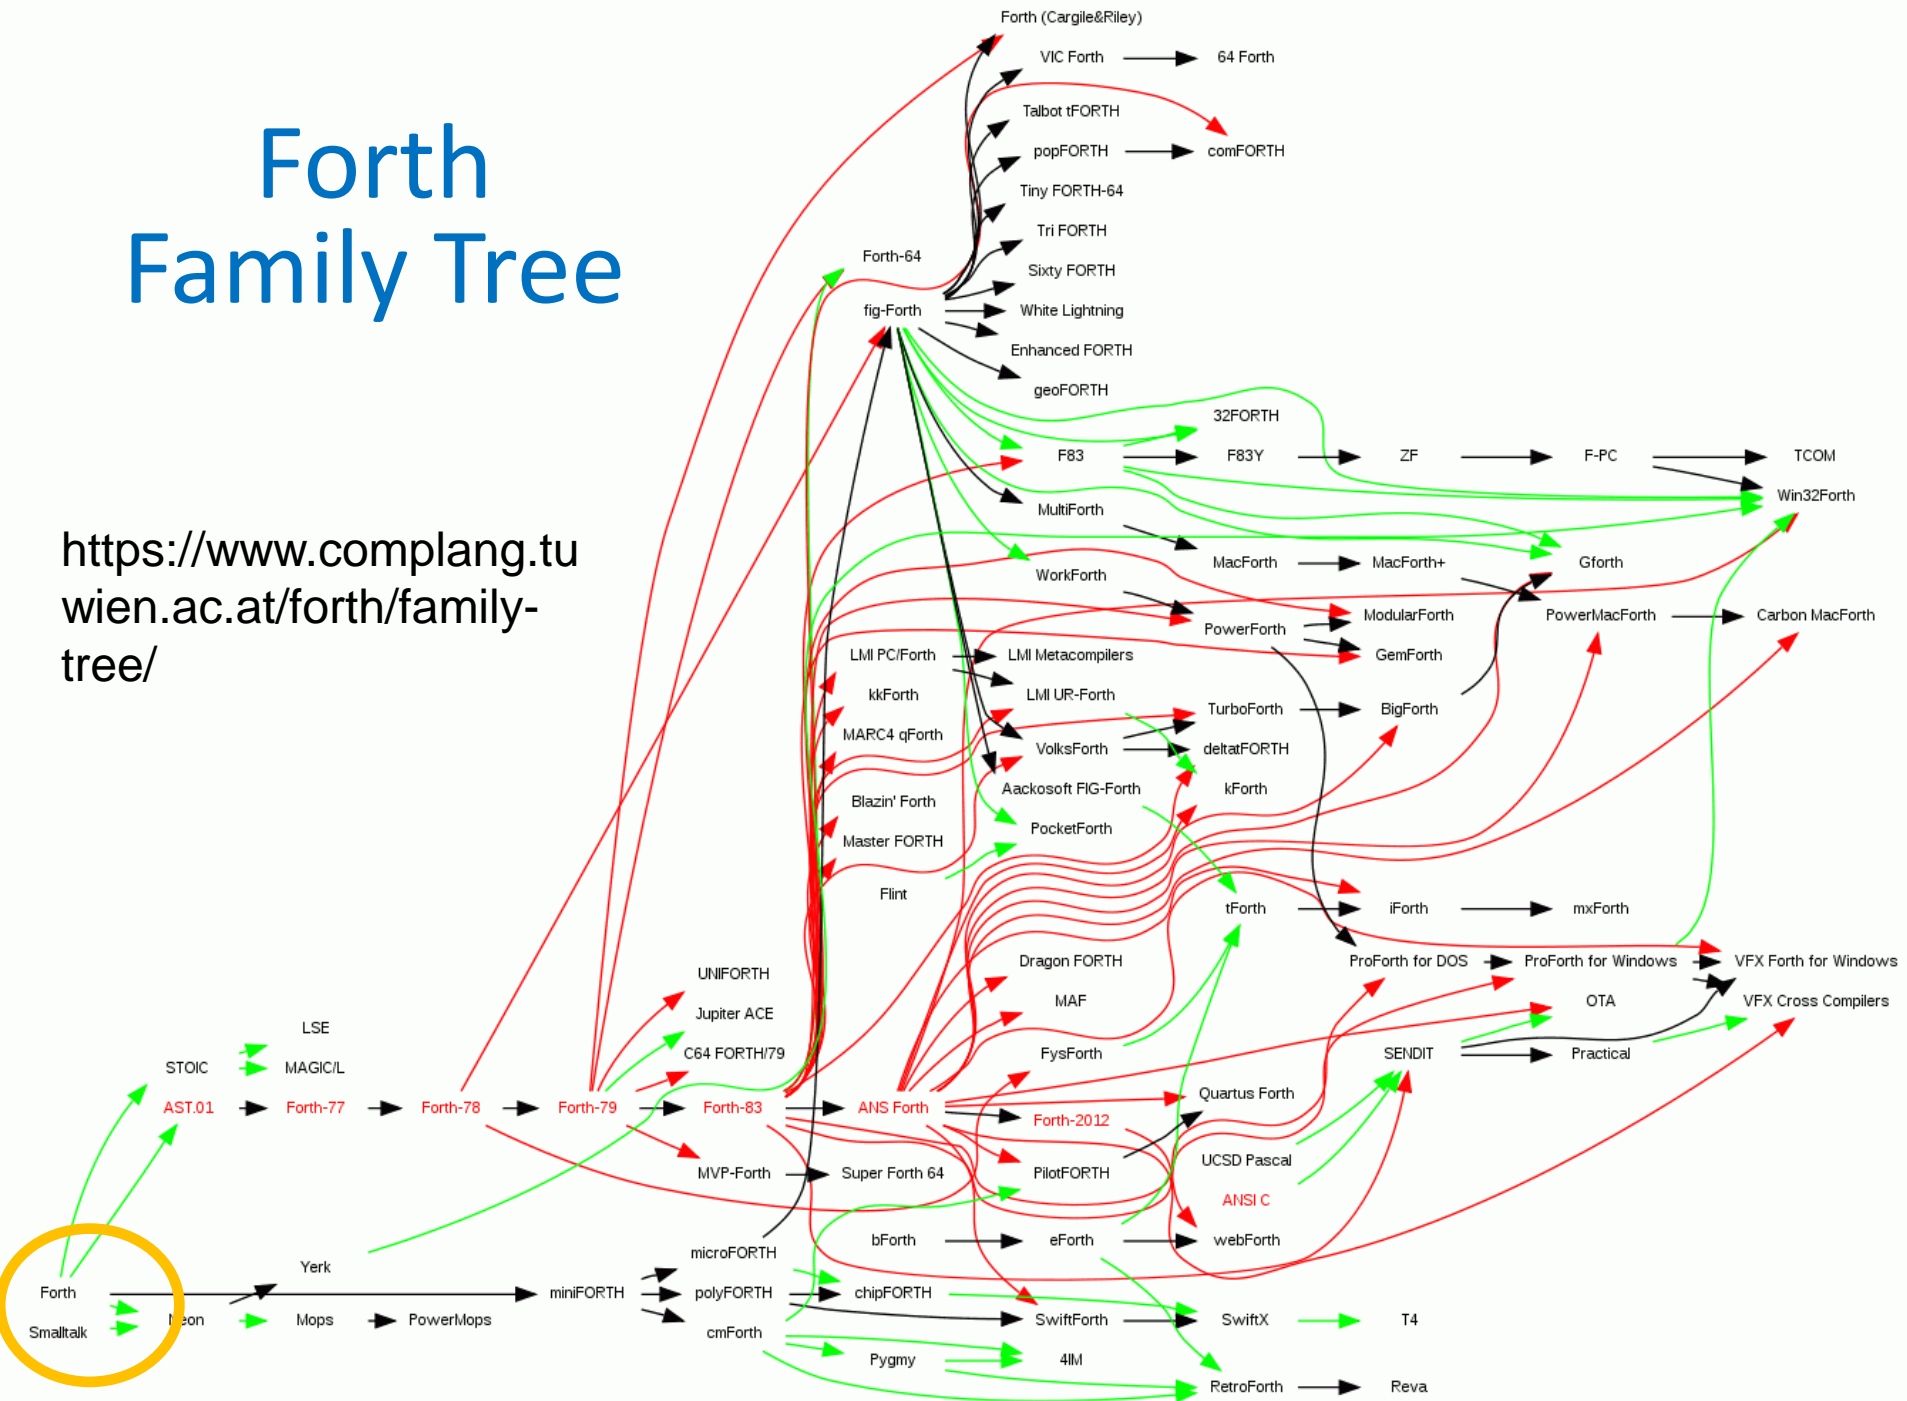 Forth
Family Tree
https://www.complang.tu
wien.ac.at/forth/family-
tree/
Forth (Cargile&Riley)
VIC Forth
64 Forth
Talbot tFORTH
popFORTH
comFORTH
Tiny FORTH-64
Tri FORTH
Forth-64
Sixty FORTH
fig-Forth
White Lightning
Enhanced FORTH
geoFORTH
32FORTH
F83
F83Y
ZF
F-PC
TCOM
Win32Forth
MultiForth
MacForth
MacForth+
Gforth
WorkForth
PowerForth
ModularForth
PowerMacForth
Carbon MacForth
LMI PC/Forth
LMI Metacompilers
GemForth
kkForth
LMI UR-Forth
TurboForth
BigForth
MARC4 qForth
VolksForth
deltatFORTH
Aackosoft FIG-Forth
kForth
Blazin' Forth
PocketForth
Master FORTH
Flint
tForth
iForth
mxForth
UNIFORTH
Dragon FORTH
ProForth for DOS
ProForth for Windows
VFX Forth for Windows
MAF
OTA
VFX Cross Compilers
Jupiter ACE
LSE
C64 FORTH/79
FysForth
SENDIT
Practical
STOIC
MAGIC/L
Quartus Forth
AST.01
Forth-77
Forth-78
Forth-79
Forth-83
ANS Forth
Forth-2012
UCSD Pascal
MVP-Forth
Super Forth 64
PilotFORTH
ANSI C
microFORTH
bForth
eForth
webForth
Yerk
Forth
miniFORTH
polyFORTH
chipFORTH
Smalltalk
Neon
Mops
PowerMops
cmForth
SwiftForth
SwiftX
T4
Pygmy
4IM
RetroForth
Reva